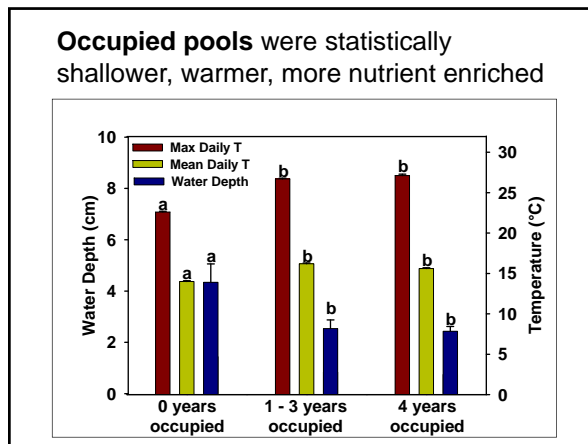 Occupied pools were statistically
shallower, warmer, more nutrient enriched
Max Daily T
Mean Daily T
Water Depth
Water Depth (cm)
10
8
6
4
2
0
a
a
a
b
b
b
b
b
b
30
25
20
15
10
5
0
Temperature (°C)
0 years
occupied
1 - 3 years
occupied
4 years
occupied